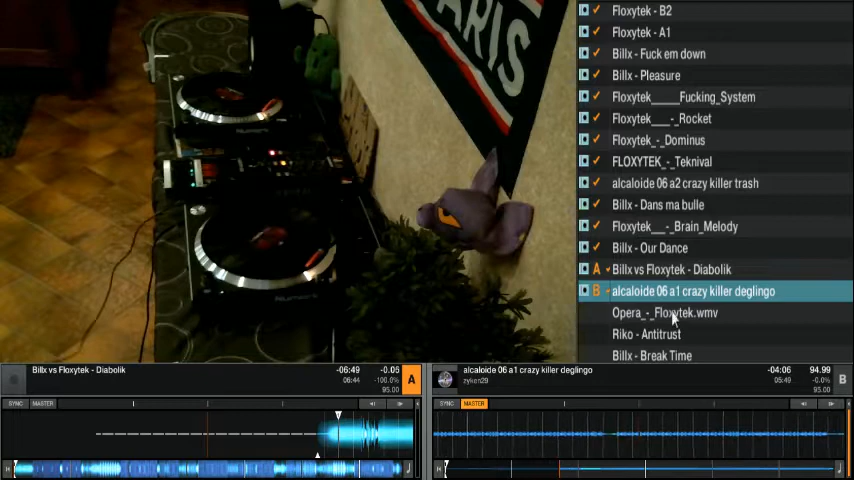 PARIS
Floxytek - B2
Floxytek - A1
Billx - Fuck em down
Billx - Pleasure
Floxytek_____Fucking_System
Floxytek___-_Rocket
Floxytek_-_Dominus
FLOXYTEK_-_Teknival
alcaloide 06 a2 crazy killer trash
Billx - Dans ma bulle
Floxytek__-_Brain_Melody
Billx - Our Dance
A Billx vs Floxytek - Diabolik
B alcaloide 06 a1 crazy killer deglingo
Opera_-_Floxytek.wmv
Riko - Antitrust
Billx - Break Time
Billx vs Floxytek - Diabolik
-06:49 -0.05
06:44 -100.0%
95.00
A
SYNC MASTER
alcaloide 06 a1 crazy killer deglingo
zyken29
-04:06 94.99
05:49 -0.0%
95.00
B
SYNC MASTER